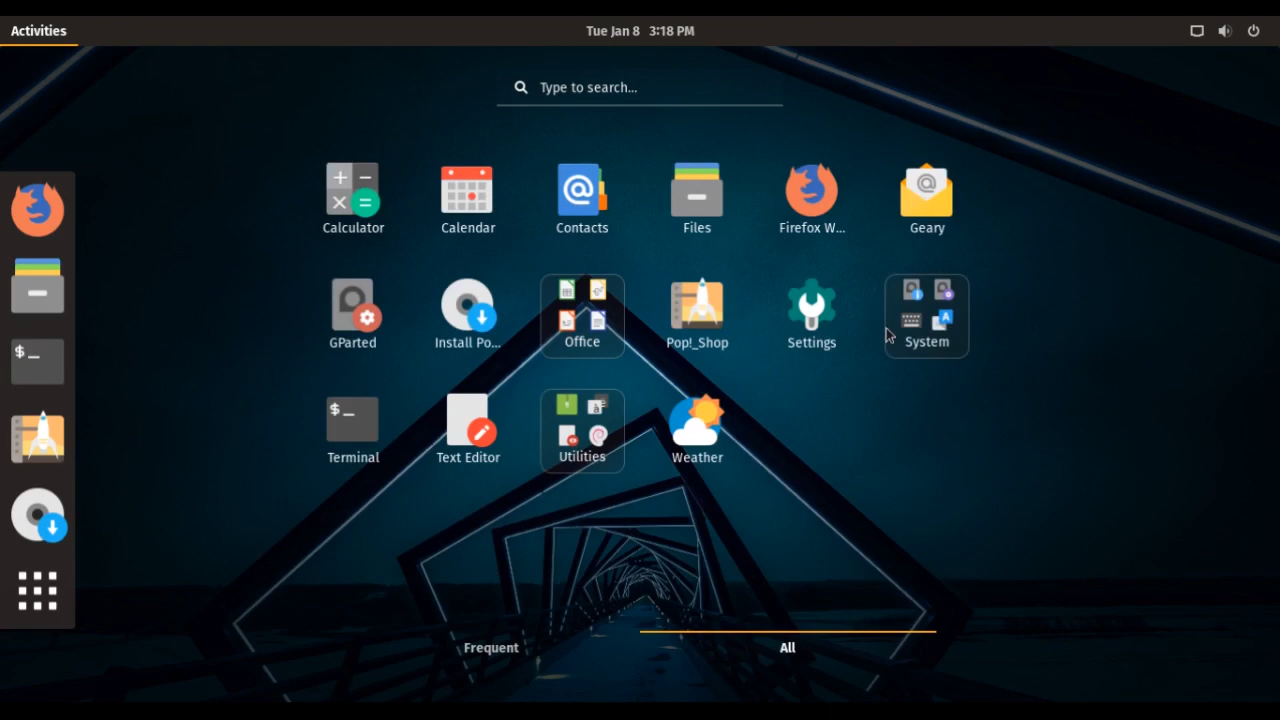 Activities
Tue Jan 8 3:18 PM
Type to search...
Calculator
Calendar
Contacts
Files
Firefox W...
Geary
GParted
Install Po...
Office
Pop!_Shop
Settings
System
$_
Terminal
Text Editor
Utilities
Weather
$_
Frequent
All